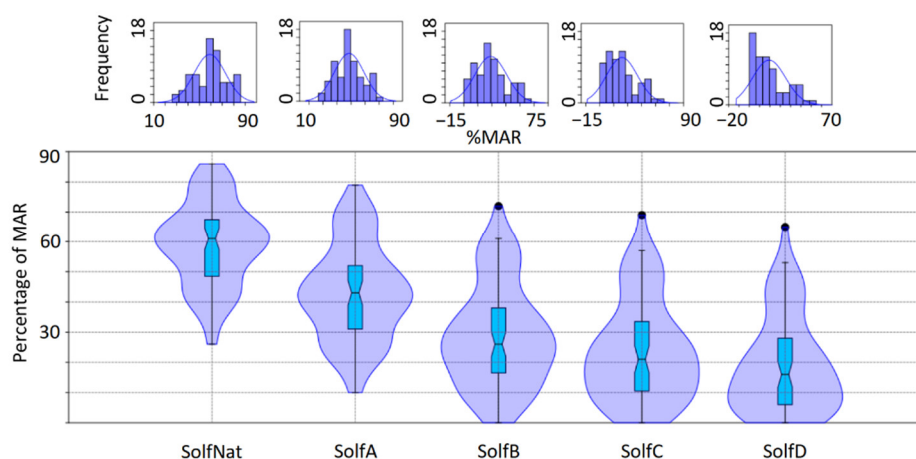 Frequency
18 0 10 90
18 0 10 90
18 0 −15 75
18 0 −15 90
18 0 −20 70
%MAR
Percentage of MAR
90
60
30
SolfNat SolfA SolfB SolfC SolfD